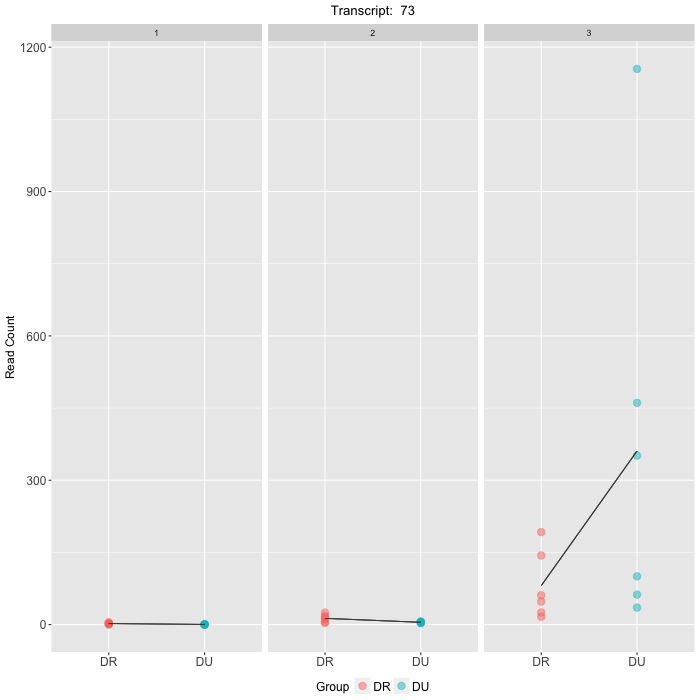 Transcript: 73
1 2 3
1200
900
600
300
0
Read Count
DR DU DR DU DR DU
Group DR DU